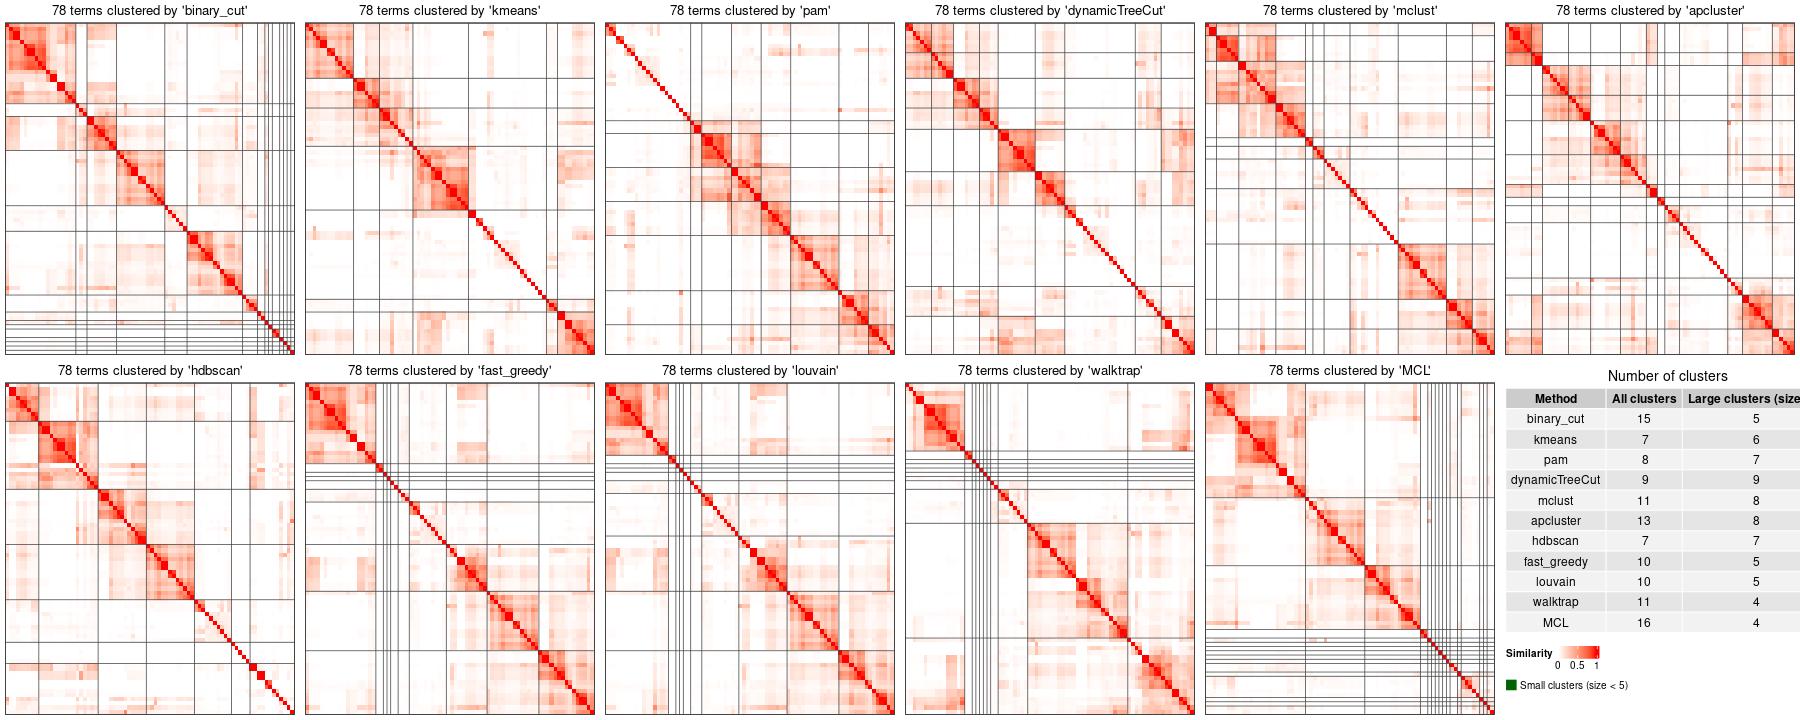 78 terms clustered by 'binary_cut'
78 terms clustered by 'kmeans'
78 terms clustered by 'pam'
78 terms clustered by 'dynamicTreeCut'
78 terms clustered by 'mclust'
78 terms clustered by 'apcluster'
78 terms clustered by 'hdbscan'
78 terms clustered by 'fast_greedy'
78 terms clustered by 'louvain'
78 terms clustered by 'walktrap'
78 terms clustered by 'MCL'
Number of clusters
Method All clusters Large clusters (size
binary_cut 15 5
kmeans 7 6
pam 8 7
dynamicTreeCut 9 9
mclust 11 8
apcluster 13 8
hdbscan 7 7
fast_greedy 10 5
louvain 10 5
walktrap 11 4
MCL 16 4
Similarity
0 0.5 1
Small clusters (size < 5)